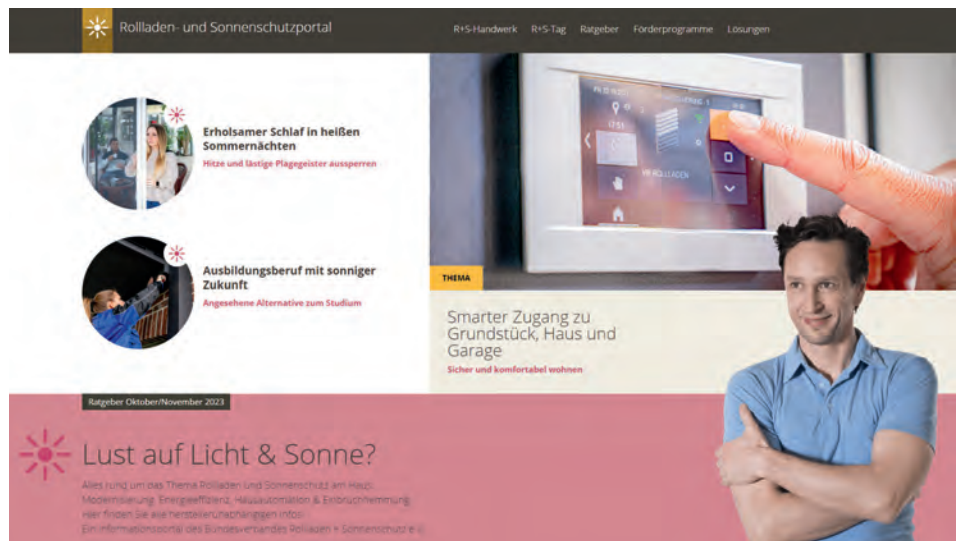 Rollladen- und Sonnenschutzportal
R+S-Handwerk R+S-Tag Ratgeber Förderprogramme Lösungen
Erholsamer Schlaf in heißen
Sommernächten
Hitze und lästige Plagegeister aussperren
Ausbildungsberuf mit sonniger
Zukunft
Angesehene Alternative zum Studium
THEMA
Smarter Zugang zu
Grundstück, Haus und
Garage
Sicher und komfortabel wohnen
Ratgeber Oktober/November 2023
Lust auf Licht & Sonne?
Alles rund um das Thema Rollladen und Sonnenschutz am Haus:
Modernisierung, Energieeffizienz, Hausautomation & Einbruchhemmung.
Hier finden Sie alle herstellerunabhängigen Infos!
Ein Informationsportal des Bundesverbandes Rollladen + Sonnenschutz e.V.